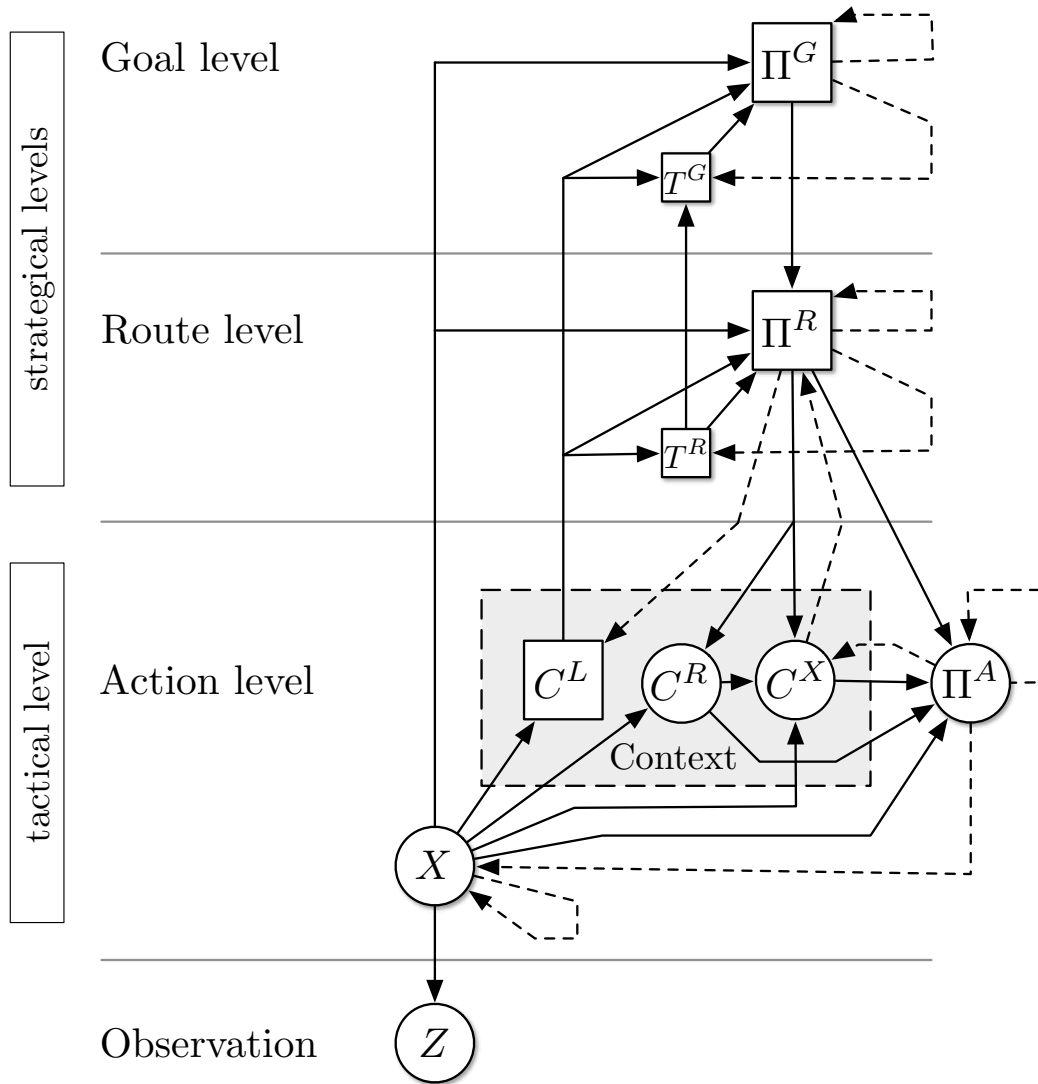 strategical levels
Goal level
Π^G
T^G
Route level
Π^R
T^R
tactical level
Action level
C^L
C^R
C^X
Π^A
Context
X
Observation
Z